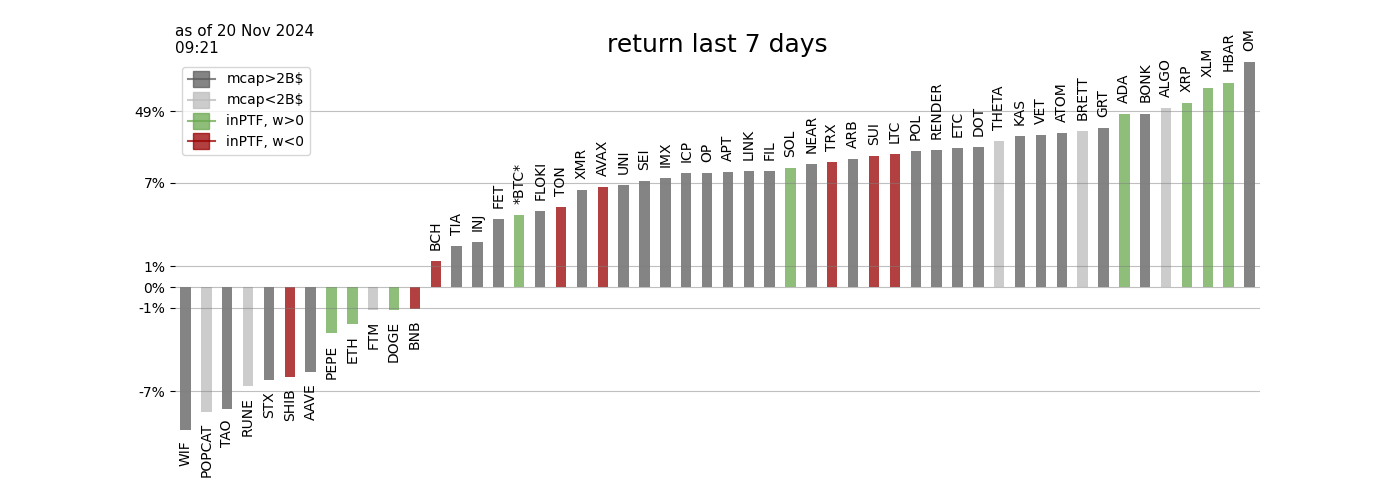 as of 20 Nov 2024
09:21
return last 7 days
mcap>2B$
mcap<2B$
inPTF, w>0
inPTF, w<0
49%
7%
1%
0%
-1%
-7%
WIF
POPCAT
TAO
RUNE
STX
SHIB
AAVE
PEPE
ETH
FTM
DOGE
BNB
BCH
TIA
INJ
FET
*BTC*
FLOKI
TON
XMR
AVAX
UNI
SEI
IMX
ICP
OP
APT
LINK
FIL
SOL
NEAR
TRX
ARB
SUI
LTC
POL
RENDER
ETC
DOT
THETA
KAS
VET
ATOM
BRETT
GRT
ADA
BONK
ALGO
XRP
XLM
HBAR
OM